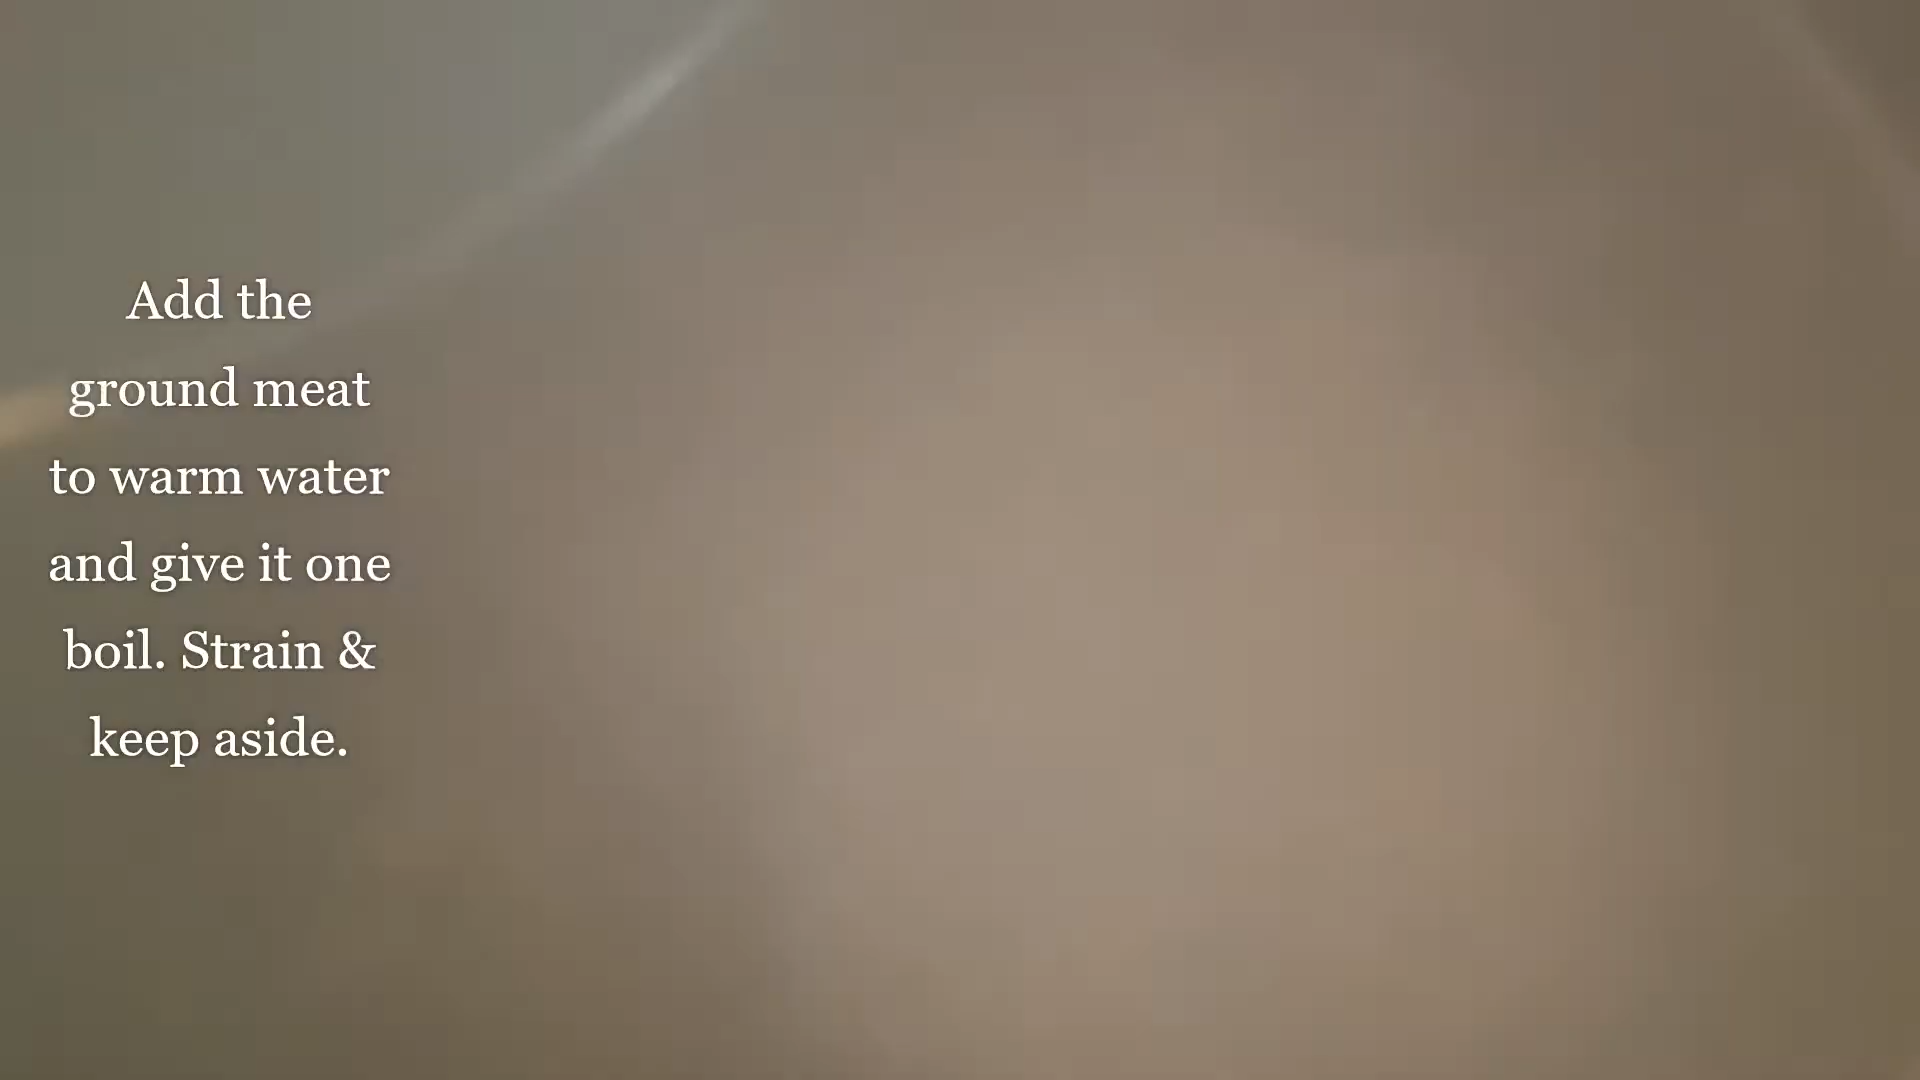 Add the
ground meat
to warm water
and give it one
boil. Strain &
keep aside.